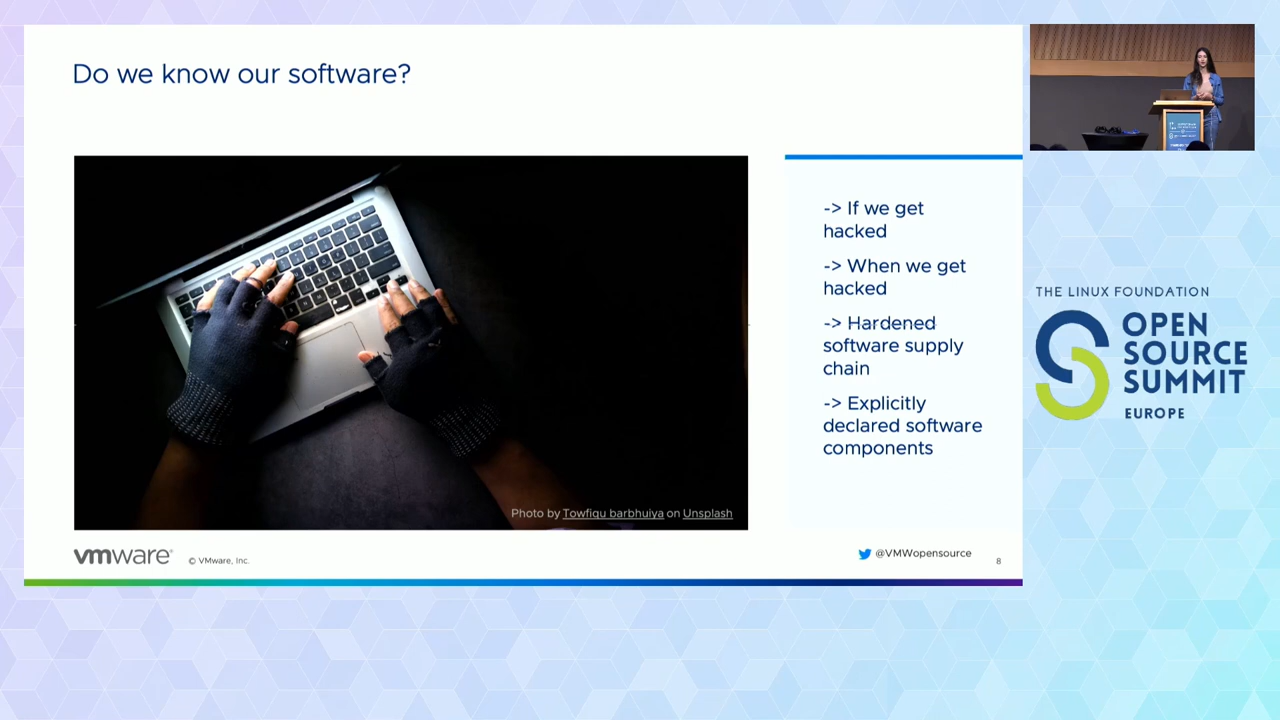 Do we know our software?
-> If we get
hacked
-> When we get
hacked
-> Hardened
software supply
chain
-> Explicitly
declared software
components
Photo by Towfiqu barbhuiya on Unsplash
vmware®
© VMware, Inc.
@VMWopensource
8
THE LINUX FOUNDATION
OPEN
SOURCE
SUMMIT
EUROPE